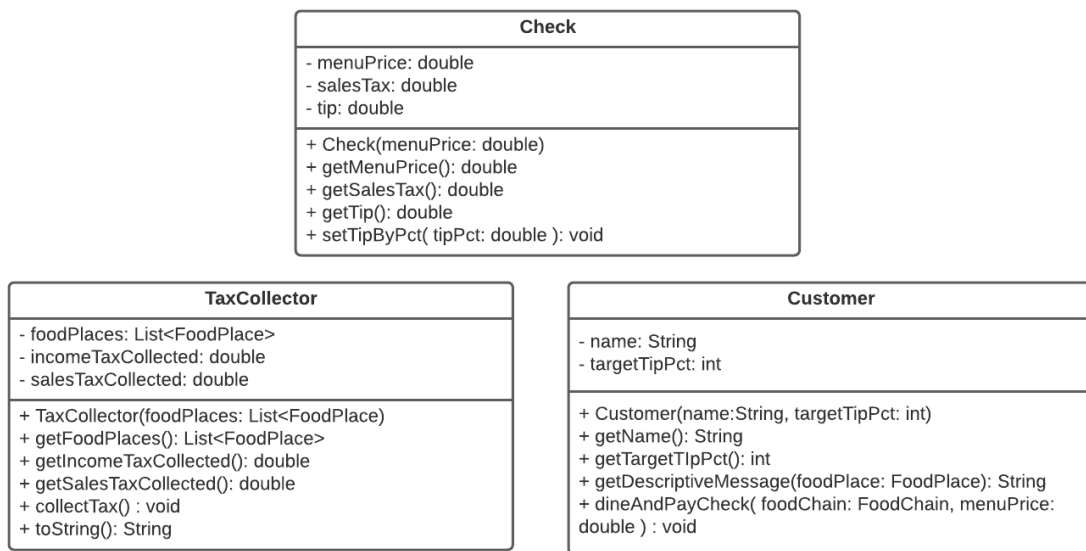 Check
- menuPrice: double
- salesTax: double
- tip: double
+ Check(menuPrice: double)
+ getMenuPrice(): double
+ getSalesTax(): double
+ getTip(): double
+ setTipByPct( tipPct: double ): void
TaxCollector
- foodPlaces: List<FoodPlace>
- incomeTaxCollected: double
- salesTaxCollected: double
+ TaxCollector(foodPlaces: List<FoodPlace)
+ getFoodPlaces(): List<FoodPlace>
+ getIncomeTaxCollected(): double
+ getSalesTaxCollected(): double
+ collectTax() : void
+ toString(): String
Customer
- name: String
- targetTipPct: int
+ Customer(name:String, targetTipPct: int)
+ getName(): String
+ getTargetTIpPct(): int
+ getDescriptiveMessage(foodPlace: FoodPlace): String
+ dineAndPayCheck( foodChain: FoodChain, menuPrice:
double ) : void